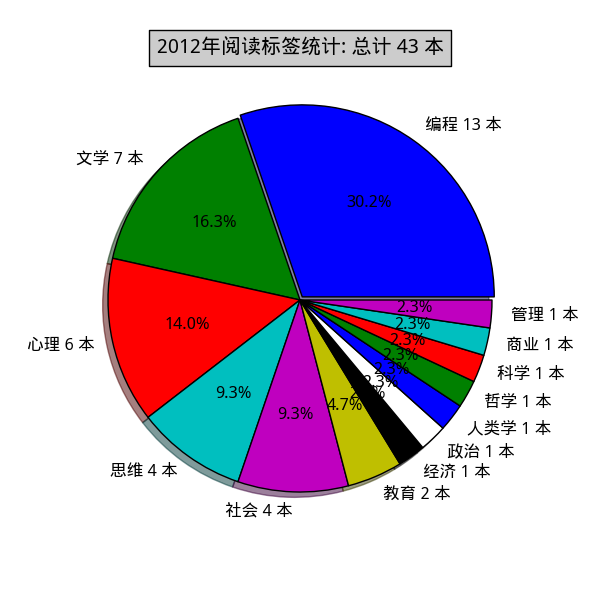 2012年阅读标签统计: 总计 43 本
编程 13 本
30.2%
文学 7 本
16.3%
心理 6 本
14.0%
思维 4 本
9.3%
社会 4 本
9.3%
教育 2 本
4.7%
经济 1 本
政治 1 本
2.3%
人类学 1 本
2.3%
哲学 1 本
2.3%
科学 1 本
2.3%
商业 1 本
2.3%
管理 1 本
2.3%